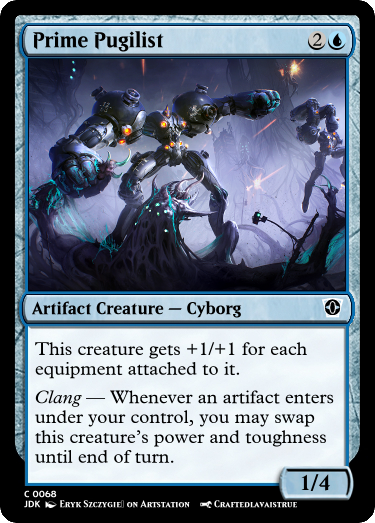 Prime Pugilist 2
Artifact Creature — Cyborg
This creature gets +1/+1 for each
equipment attached to it.
Clang — Whenever an artifact enters
under your control, you may swap
this creature's power and toughness
until end of turn.
1/4
C 0068
JDK Eryk Szczygie on Artstation Craftedlavaistrue